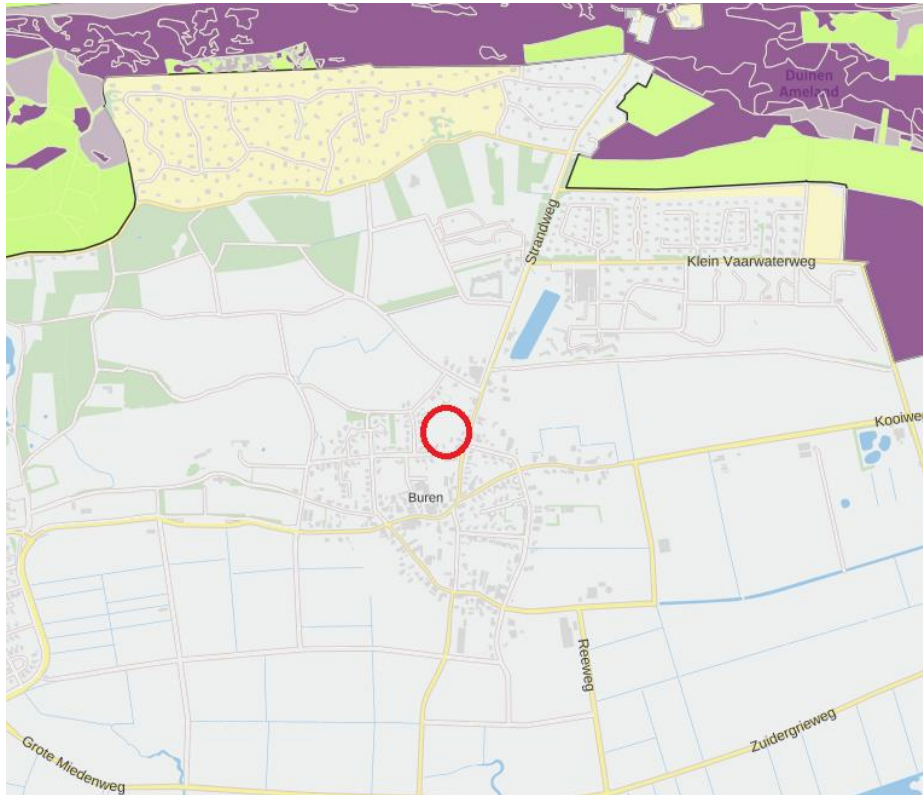 Duinen
Ameland
Strandweg
Klein Vaarwaterweg
Kooiweg
Buren
Reeweg
Zuidergrieweg
Grote Miedenweg